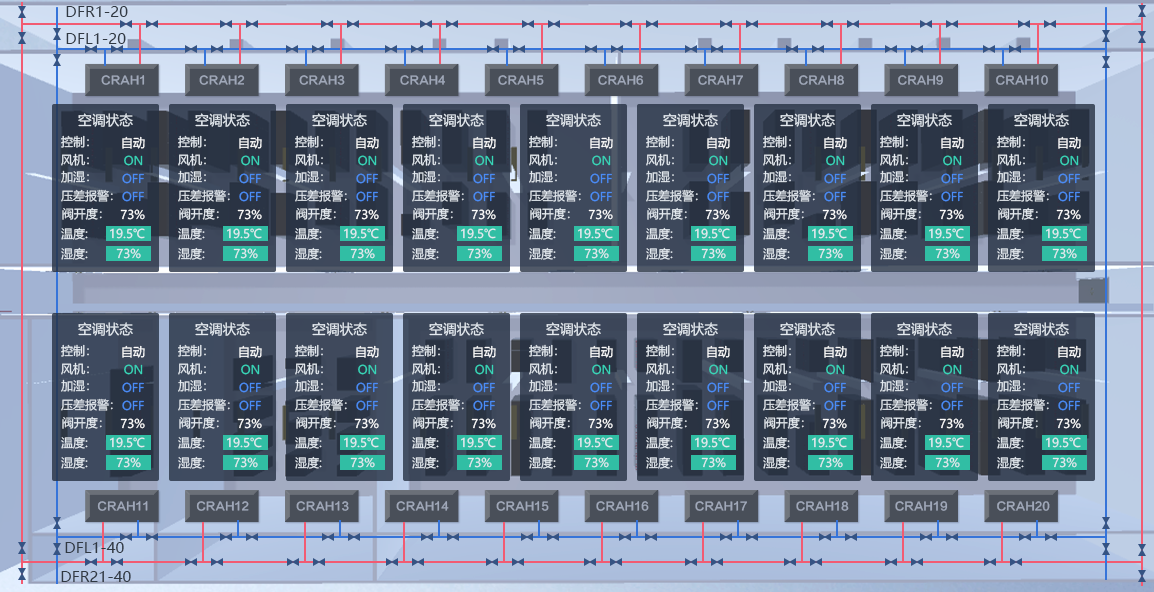 DFR1-20
DFL1-20
CRAH1 CRAH2 CRAH3 CRAH4 CRAH5 CRAH6 CRAH7 CRAH8 CRAH9 CRAH10
空调状态 空调状态 空调状态 空调状态 空调状态 空调状态 空调状态 空调状态 空调状态
控制: 自动 控制: 自动 控制: 自动 控制: 自动 控制: 自动 控制: 自动 控制: 自动 控制: 自动 控制: 自动
风机: ON 风机: ON 风机: ON 风机: ON 风机: ON 风机: ON 风机: ON 风机: ON 风机: ON
加湿: OFF 加湿: OFF 加湿: OFF 加湿: OFF 加湿: OFF 加湿: OFF 加湿: OFF 加湿: OFF 加湿: OFF
压差报警: OFF 压差报警: OFF 压差报警: OFF 压差报警: OFF 压差报警: OFF 压差报警: OFF 压差报警: OFF 压差报警: OFF 压差报警: OFF
阀开度: 73% 阀开度: 73% 阀开度: 73% 阀开度: 73% 阀开度: 73% 阀开度: 73% 阀开度: 73% 阀开度: 73% 阀开度: 73%
温度: 19.5℃ 温度: 19.5℃ 温度: 19.5℃ 温度: 19.5℃ 温度: 19.5℃ 温度: 19.5℃ 温度: 19.5℃ 温度: 19.5℃ 温度: 19.5℃
湿度: 73% 湿度: 73% 湿度: 73% 湿度: 73% 湿度: 73% 湿度: 73% 湿度: 73% 湿度: 73% 湿度: 73%
空调状态 空调状态 空调状态 空调状态 空调状态 空调状态 空调状态 空调状态 空调状态
控制: 自动 控制: 自动 控制: 自动 控制: 自动 控制: 自动 控制: 自动 控制: 自动 控制: 自动 控制: 自动
风机: ON 风机: ON 风机: ON 风机: ON 风机: ON 风机: ON 风机: ON 风机: ON 风机: ON
加湿: OFF 加湿: OFF 加湿: OFF 加湿: OFF 加湿: OFF 加湿: OFF 加湿: OFF 加湿: OFF 加湿: OFF
压差报警: OFF 压差报警: OFF 压差报警: OFF 压差报警: OFF 压差报警: OFF 压差报警: OFF 压差报警: OFF 压差报警: OFF 压差报警: OFF
阀开度: 73% 阀开度: 73% 阀开度: 73% 阀开度: 73% 阀开度: 73% 阀开度: 73% 阀开度: 73% 阀开度: 73% 阀开度: 73%
温度: 19.5℃ 温度: 19.5℃ 温度: 19.5℃ 温度: 19.5℃ 温度: 19.5℃ 温度: 19.5℃ 温度: 19.5℃ 温度: 19.5℃ 温度: 19.5℃
湿度: 73% 湿度: 73% 湿度: 73% 湿度: 73% 湿度: 73% 湿度: 73% 湿度: 73% 湿度: 73% 湿度: 73%
CRAH11 CRAH12 CRAH13 CRAH14 CRAH15 CRAH16 CRAH17 CRAH18 CRAH19 CRAH20
DFL1-40
DFR21-40